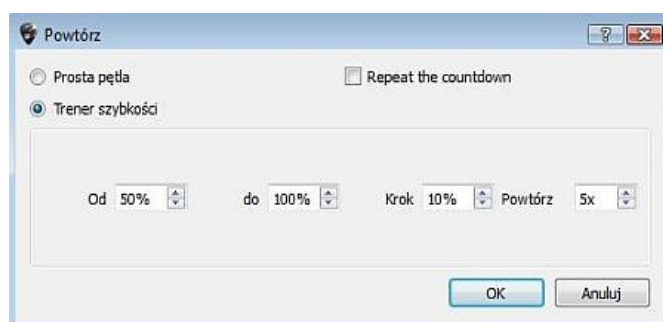 Powtórz
Prosta pętla Repeat the countdown
Trener szybkości
Od 50% do 100% Krok 10% Powtórz 5x
OK Anuluj